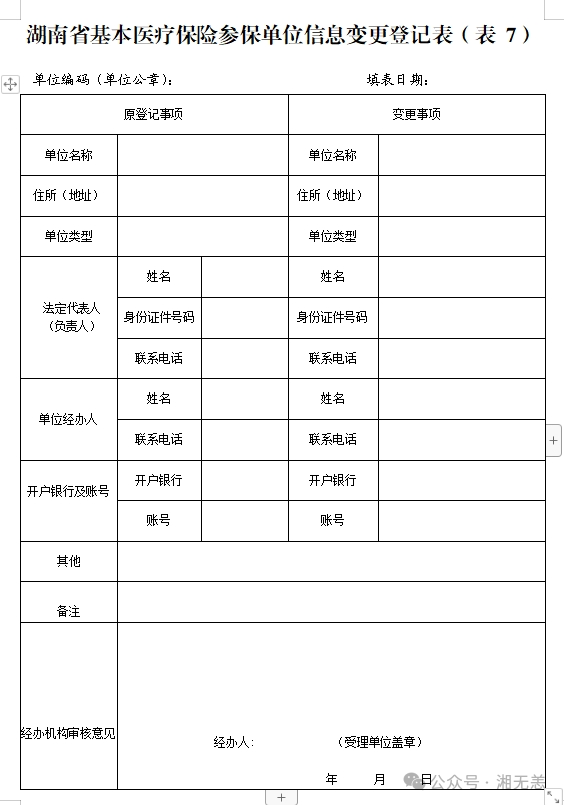 湖南省基本医疗保险参保单位信息变更登记表（表 7）
单位编码（单位公章）： 填表日期：
原登记事项 变更事项
单位名称 单位名称
住所（地址） 住所（地址）
单位类型 单位类型
法定代表人
（负责人）
姓名 姓名
身份证件号码 身份证件号码
联系电话 联系电话
单位经办人
姓名 姓名
联系电话 联系电话
开户银行及账号
开户银行 开户银行
账号 账号
其他
备注
经办机构审核意见
经办人： （受理单位盖章）
年 月 日
公众号·湘无恙